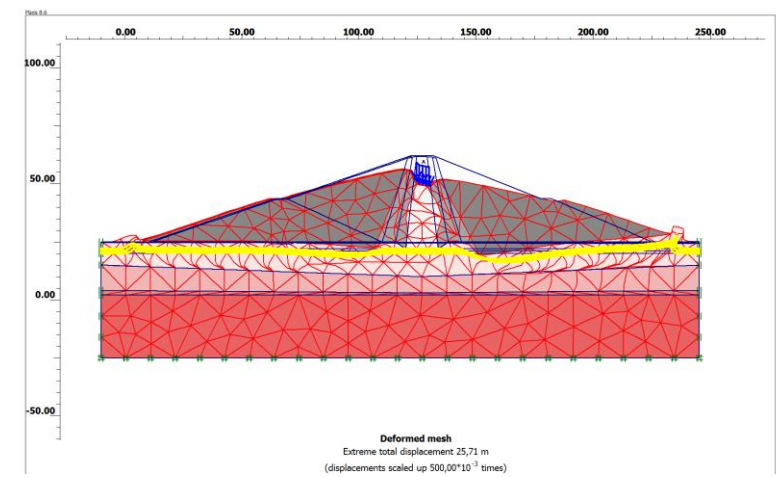 Plaxis 8.6
0.00 50.00 100.00 150.00 200.00 250.00
100.00
50.00
0.00
-50.00
Deformed mesh
Extreme total displacement 25,71 m
(displacements scaled up 500,00*10-3 times)